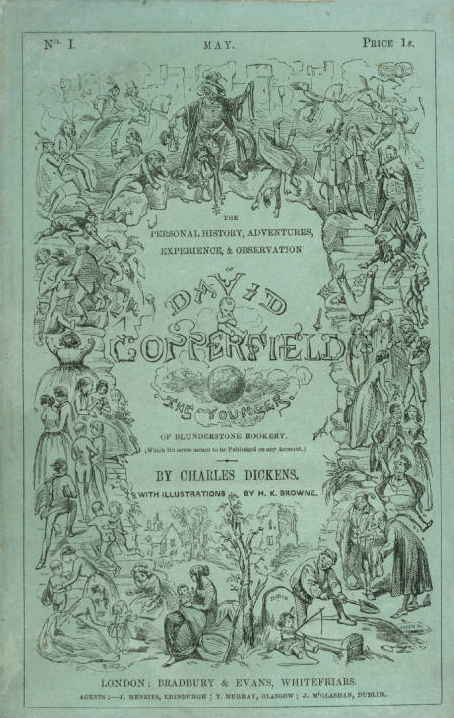 No. I. MAY. PRICE 1s.
THE
PERSONAL HISTORY, ADVENTURES,
EXPERIENCE, & OBSERVATION
OF
DAVID
COPPERFIELD
THE YOUNGER.
OF BLUNDERSTONE ROOKERY.
(Which He never meant to be Published on any Account.)
BY CHARLES DICKENS.
WITH ILLUSTRATIONS BY H. K. BROWNE.
LONDON: BRADBURY & EVANS, WHITEFRIARS.
AGENTS:—J. MENZIES, EDINBURGH; T. MURRAY, GLASGOW; J. M'GLASHAN, DUBLIN.